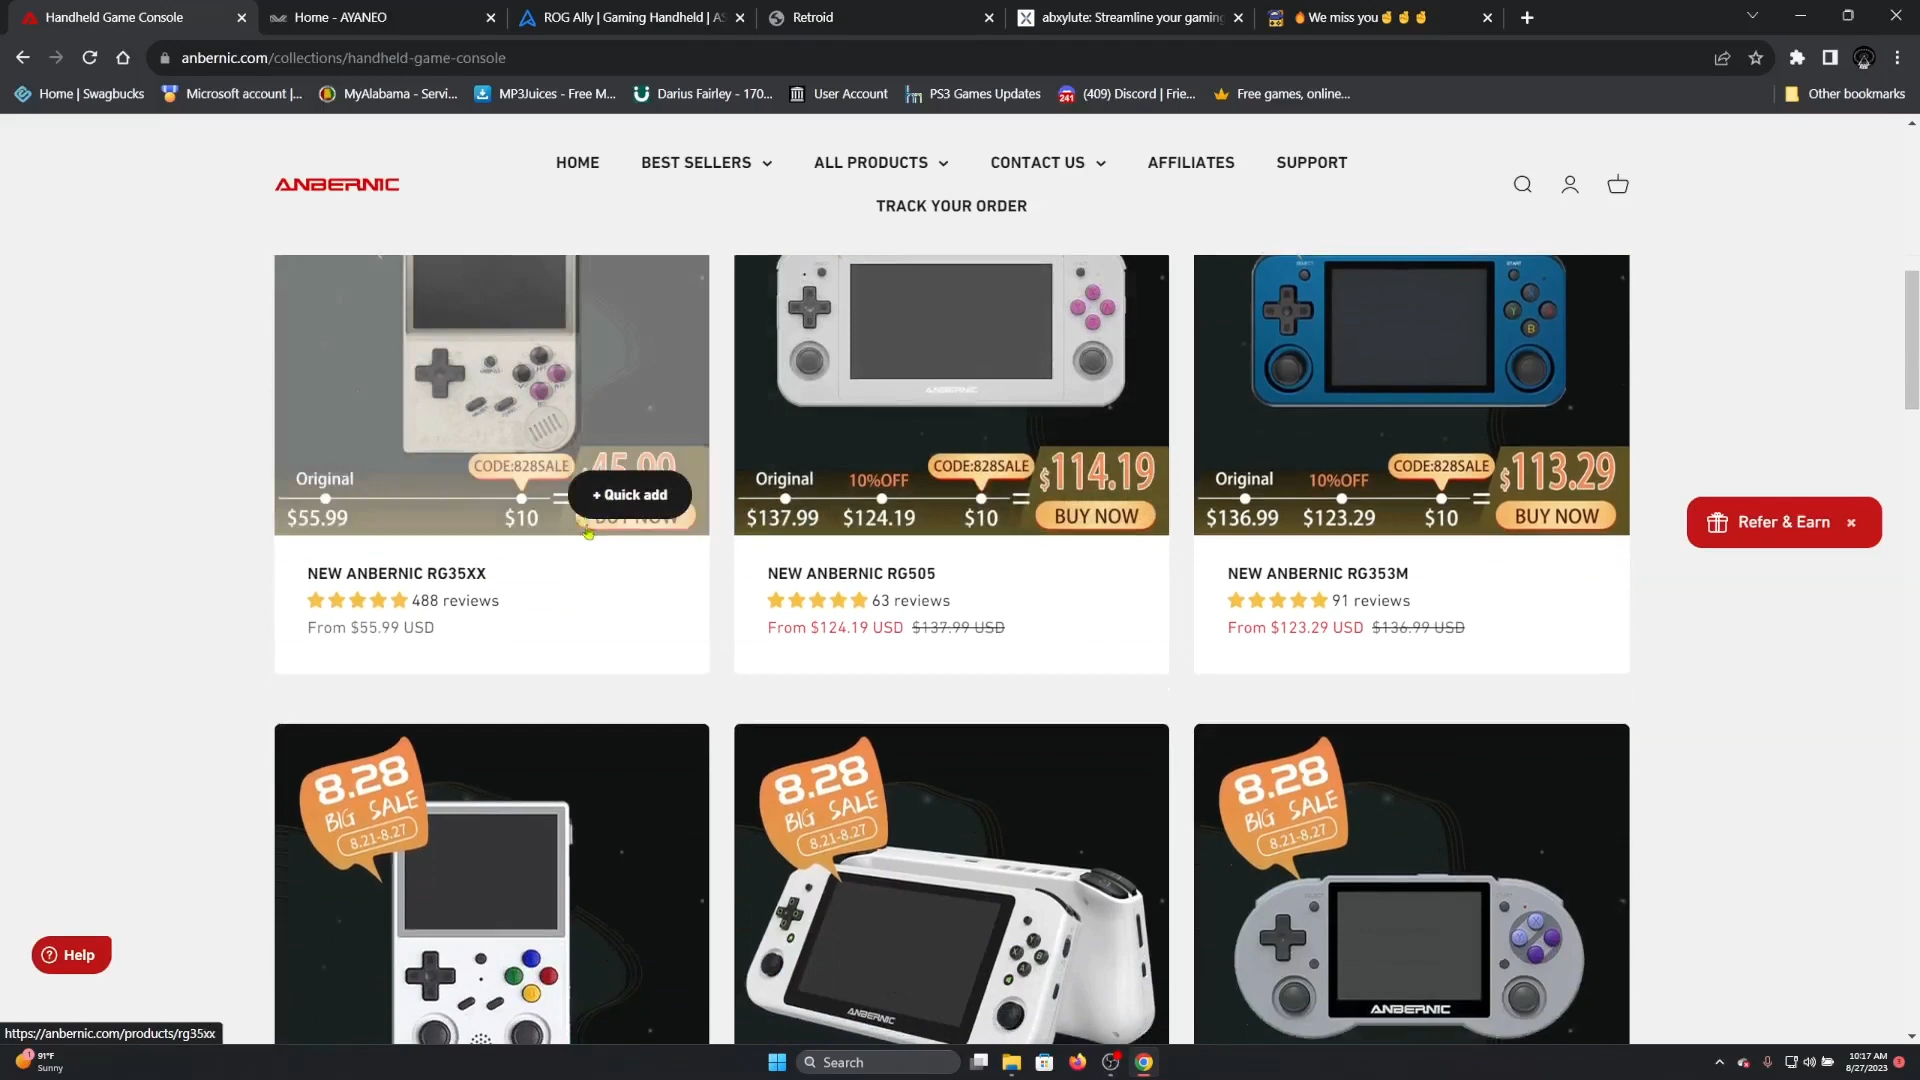 Handheld Game Console
Home - AYANEO
ROG Ally | Gaming Handheld | AS
Retroid
abxylute: Streamline your gaming
🔥We miss you✌✌✌
anbernic.com/collections/handheld-game-console
Home | Swagbucks
Microsoft account |...
MyAlabama - Servi...
MP3Juices - Free M...
Darius Fairley - 170...
User Account
PS3 Games Updates
241
(409) Discord | Frie...
Free games, online...
Other bookmarks
ANBERNIC
HOME
BEST SELLERS
ALL PRODUCTS
CONTACT US
AFFILIATES
SUPPORT
TRACK YOUR ORDER
Original
$55.99
CODE:828SALE
$10
=
+ Quick add
BUY NOW
ANBERNIC
Original
$137.99
10%OFF
$124.19
CODE:828SALE
$10
=
$114.19
BUY NOW
SELECT
START
Original
$136.99
10%OFF
$123.29
CODE:828SALE
$10
=
$113.29
BUY NOW
NEW ANBERNIC RG35XX
488 reviews
From $55.99 USD
NEW ANBERNIC RG505
63 reviews
From $124.19 USD $137.99 USD
NEW ANBERNIC RG353M
91 reviews
From $123.29 USD $136.99 USD
Refer & Earn ×
8.28
BIG SALE
8.21-8.27
8.28
BIG SALE
8.21-8.27
ANBERNIC
8.28
BIG SALE
8.21-8.27
ANBERNIC
Help
https://anbernic.com/products/rg35xx
1
91°F
Sunny
Search
10:17 AM
8/27/2023